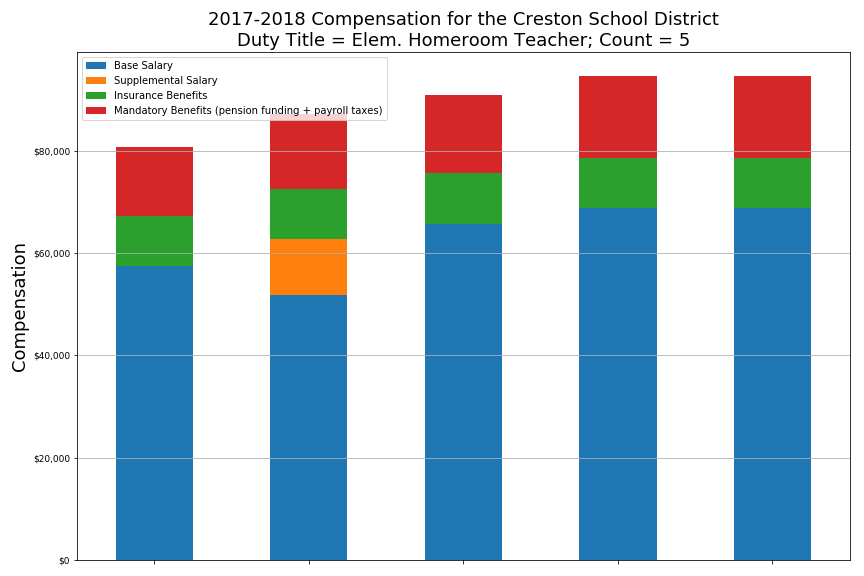 2017-2018 Compensation for the Creston School District
Duty Title = Elem. Homeroom Teacher; Count = 5
Base Salary
Supplemental Salary
Insurance Benefits
Mandatory Benefits (pension funding + payroll taxes)
$80,000
$60,000
$40,000
$20,000
$0
Compensation